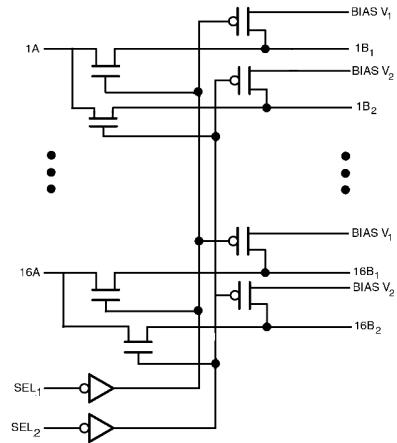 BIAS V1
1A
1B1
BIAS V2
1B2
BIAS V1
16A
16B1
BIAS V2
16B2
SEL1
SEL2